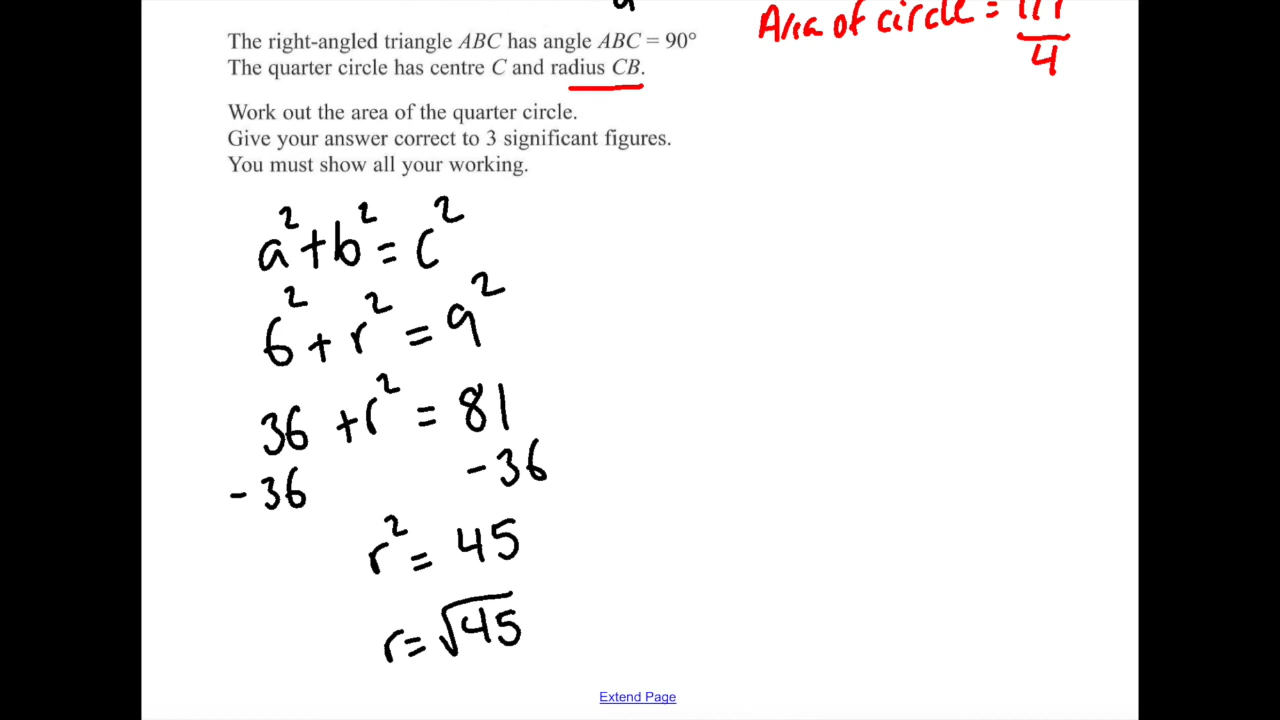 Area of circle =
4
The right-angled triangle ABC has angle ABC = 90°
The quarter circle has centre C and radius CB.
Work out the area of the quarter circle.
Give your answer correct to 3 significant figures.
You must show all your working.
a² + b² = c²
6² + r² = 9²
36 + r² = 81
- 36 - 36
r² = 45
r = √45
Extend Page